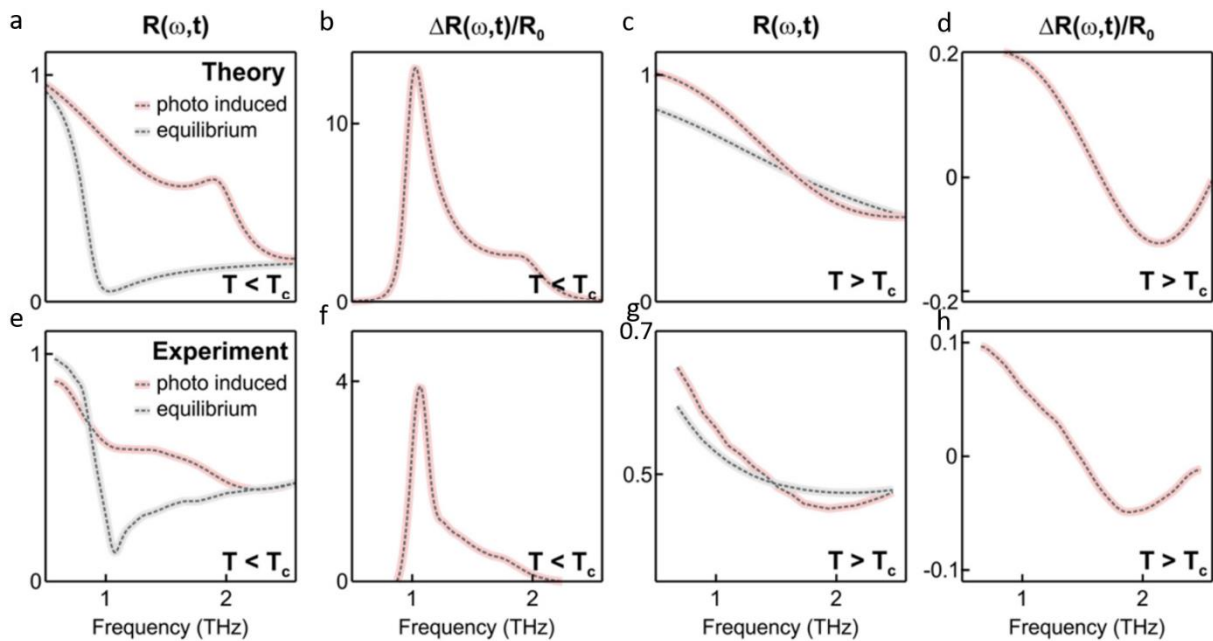 a R(ω,t) b ΔR(ω,t)/R₀ c R(ω,t) d ΔR(ω,t)/R₀
1 Theory
photo induced
equilibrium
0 T < Tc
10
0 T < Tc
1
0 T > Tc
0.2
0
-0.2 T > Tc
e f g h
1 Experiment
photo induced
equilibrium
0 T < Tc
1 2
Frequency (THz)
4
0 T < Tc
1 2
Frequency (THz)
0.7
0.5
T > Tc
1 2
Frequency (THz)
0.1
0
-0.1 T > Tc
1 2
Frequency (THz)